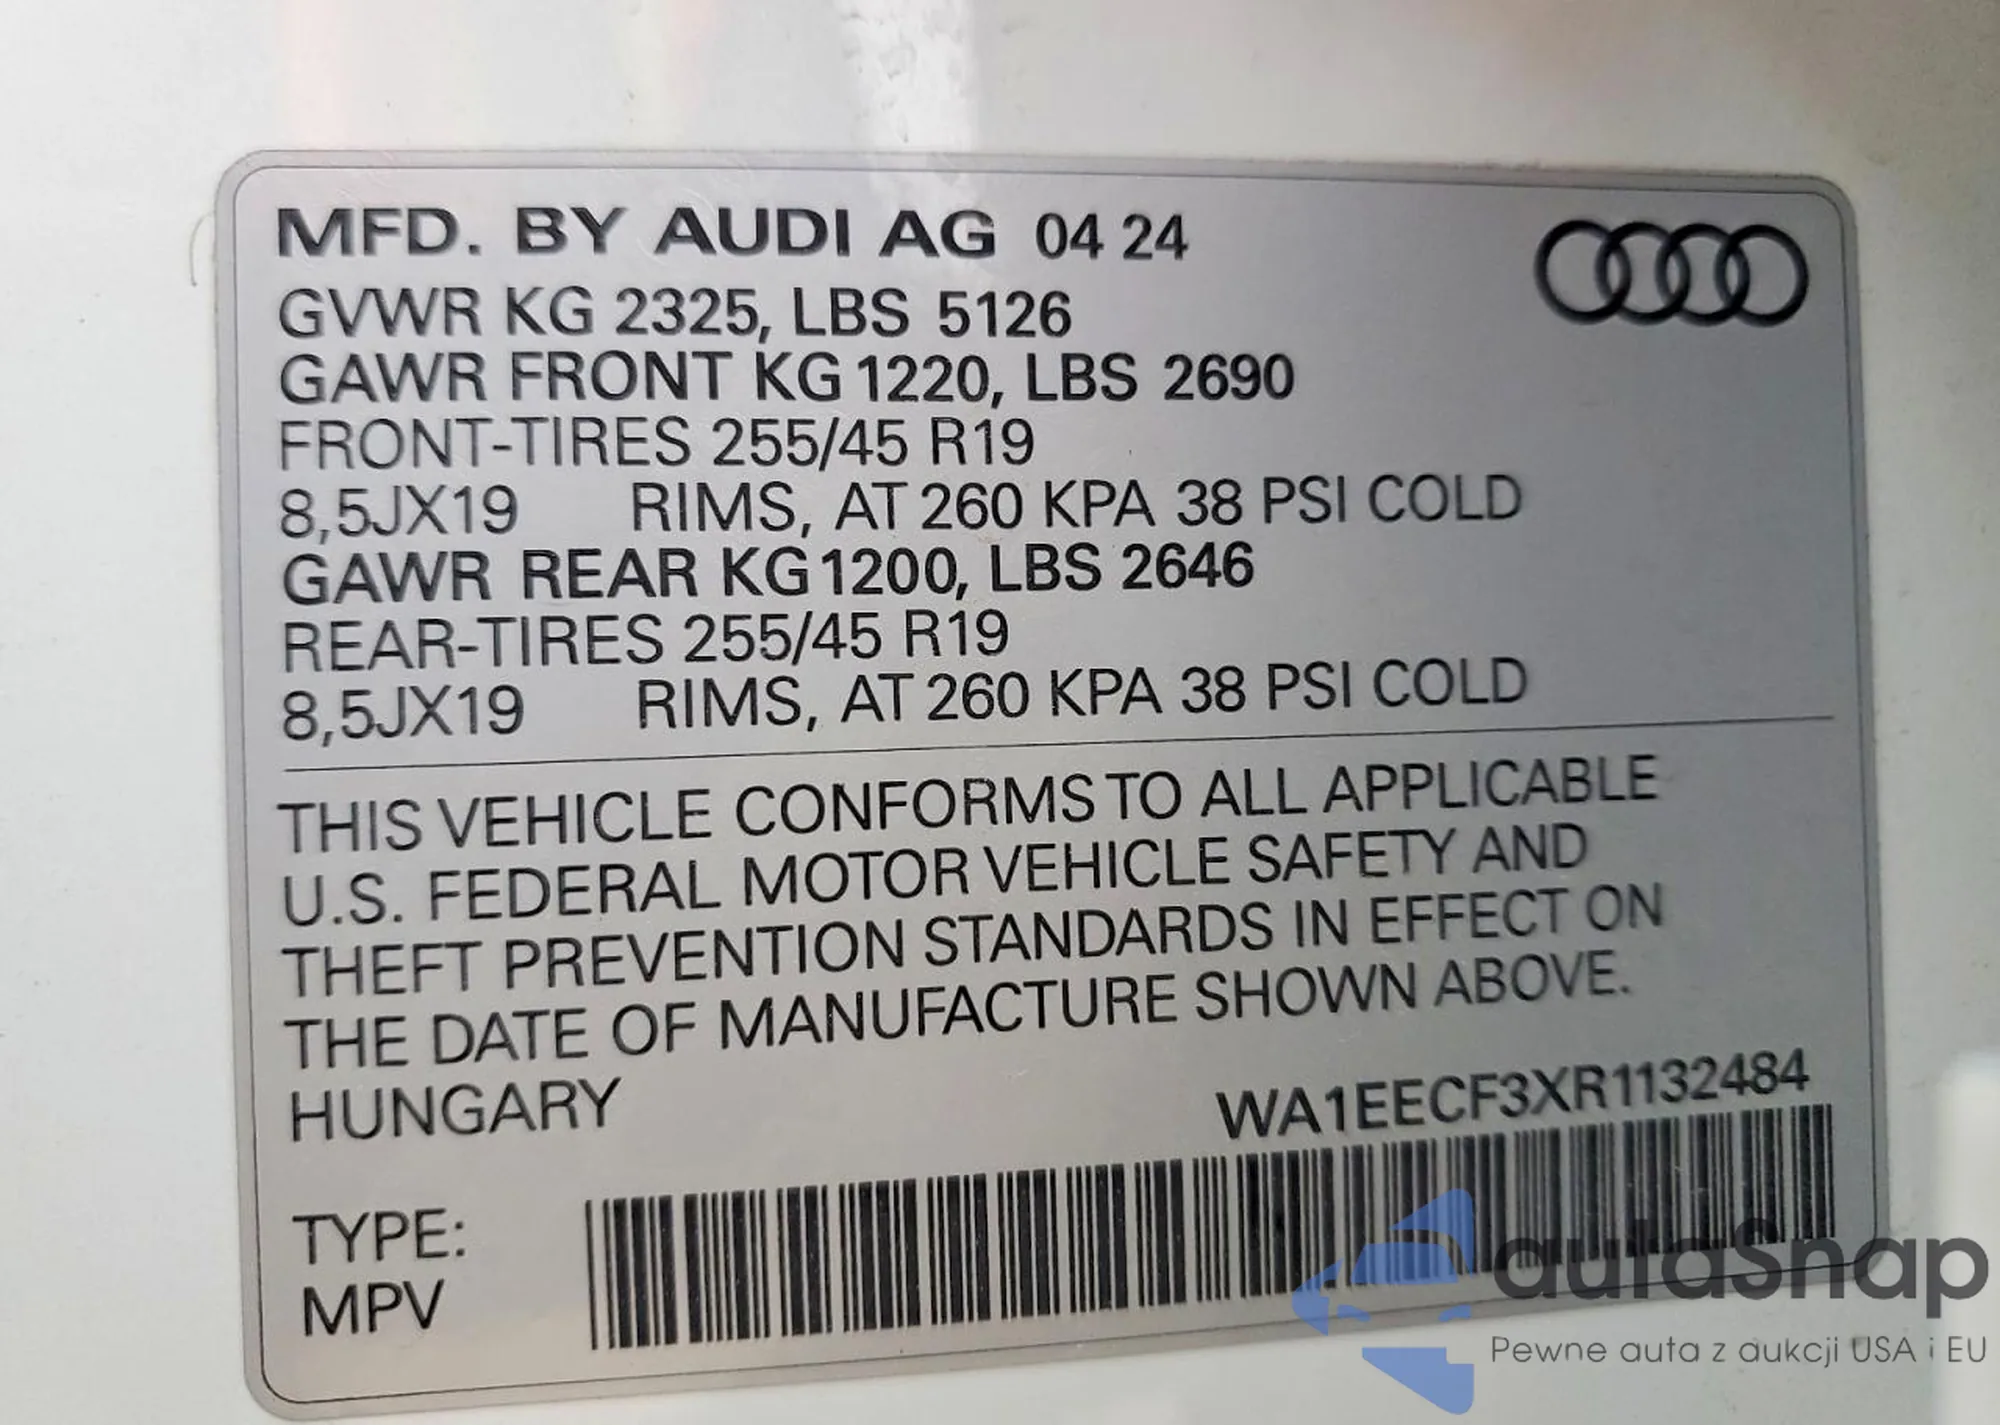 MFD. BY AUDI AG 04 24
GVWR KG 2325, LBS 5126
GAWR FRONT KG 1220, LBS 2690
FRONT-TIRES 255/45 R19
8,5JX19 RIMS, AT 260 KPA 38 PSI COLD
GAWR REAR KG 1200, LBS 2646
REAR-TIRES 255/45 R19
8,5JX19 RIMS, AT 260 KPA 38 PSI COLD
THIS VEHICLE CONFORMS TO ALL APPLICABLE
U.S. FEDERAL MOTOR VEHICLE SAFETY AND
THEFT PREVENTION STANDARDS IN EFFECT ON
THE DATE OF MANUFACTURE SHOWN ABOVE.
HUNGARY WA1EECF3XR1132484
TYPE:
MPV
autaSnap
Pewne auta z aukcji USA i EU